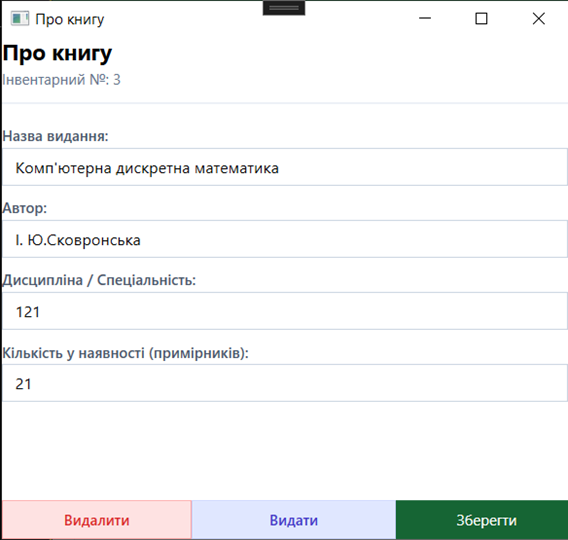 Про книгу
Про книгу
Інвентарний №: 3
Назва видання:
Комп'ютерна дискретна математика
Автор:
І. Ю.Сковронська
Дисципліна / Спеціальність:
121
Кількість у наявності (примірників):
21
Видалити Видати Зберегти